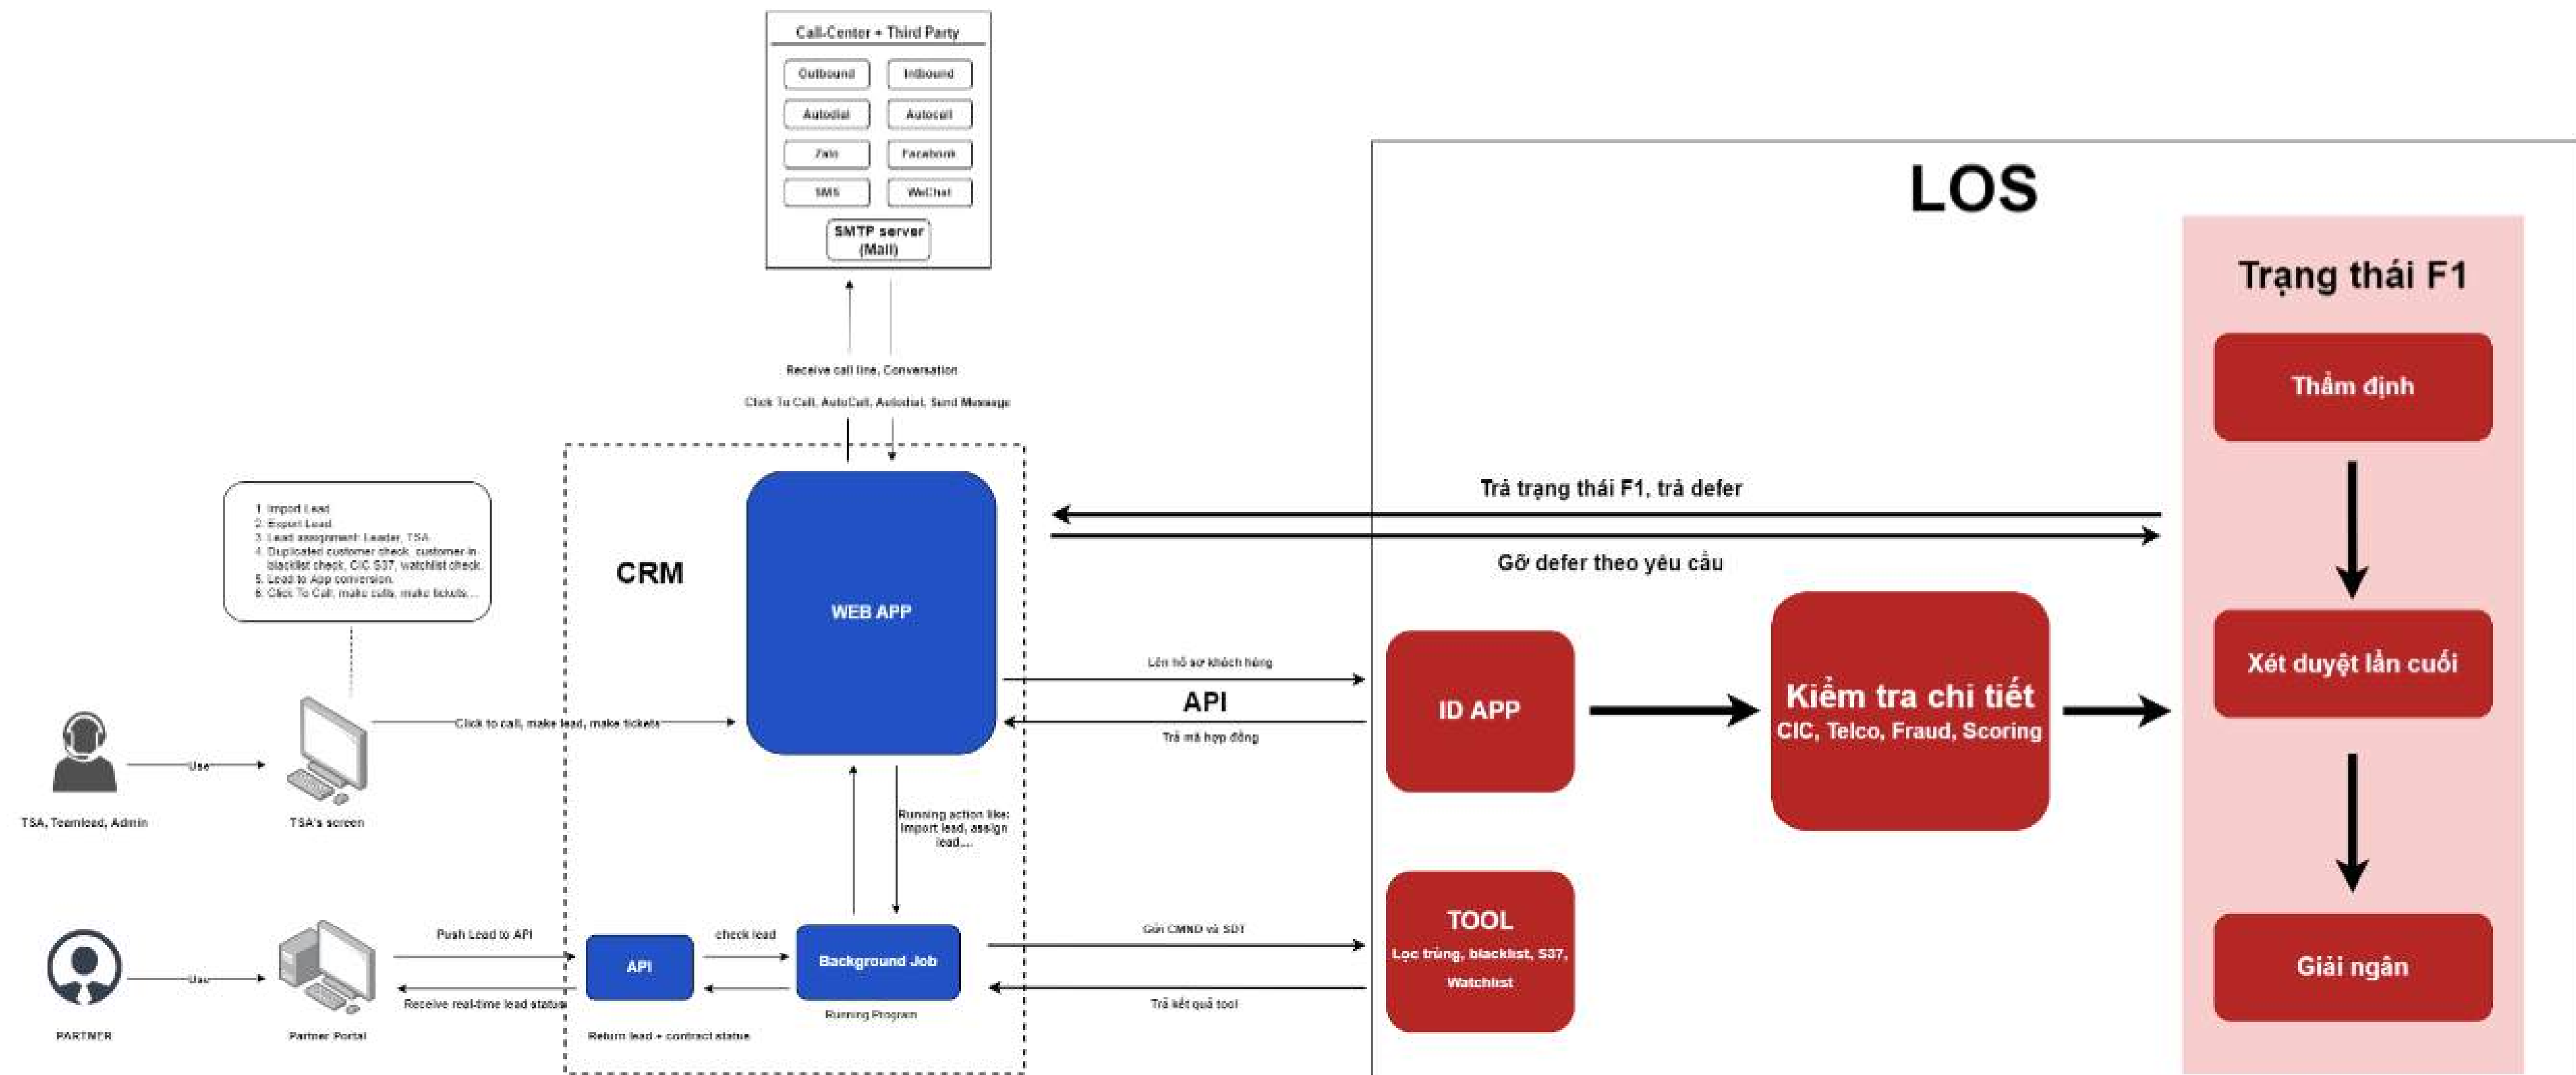 Call-Center + Third Party
Outbound
Inbound
Autodial
Autocall
Zalo
Facebook
SMS
WeChat
SMTP server
(Mail)
Receive call line, Conversation
Click To Call, AutoCall, Autodial, Send Message
1. Import Lead
2. Export Lead
3. Lead assignment: Leader, TSA
4. Duplicated customer check, customer-in-
blacklist check, CIC S37, watchlist check.
5. Lead to App conversion.
6. Click To Call, make calls, make tickets...
CRM
WEB APP
Click to call, make lead, make tickets
Use
TSA, Teamlead, Admin
TSA's screen
Running action like:
import lead, assign
lead...
Push Lead to API
Receive real-time lead status
Use
PARTNER
Partner Portal
API
check lead
Background Job
Running Program
Return lead + contract status
LOS
Trả trạng thái F1, trả defer
Gỡ defer theo yêu cầu
Lên hồ sơ khách hàng
API
Trả mã hợp đồng
ID APP
Kiểm tra chi tiết
CIC, Telco, Fraud, Scoring
Gửi CMND và SDT
Trả kết quả tool
TOOL
Lọc trùng, blacklist, S37,
Watchlist
Trạng thái F1
Thẩm định
Xét duyệt lần cuối
Giải ngân